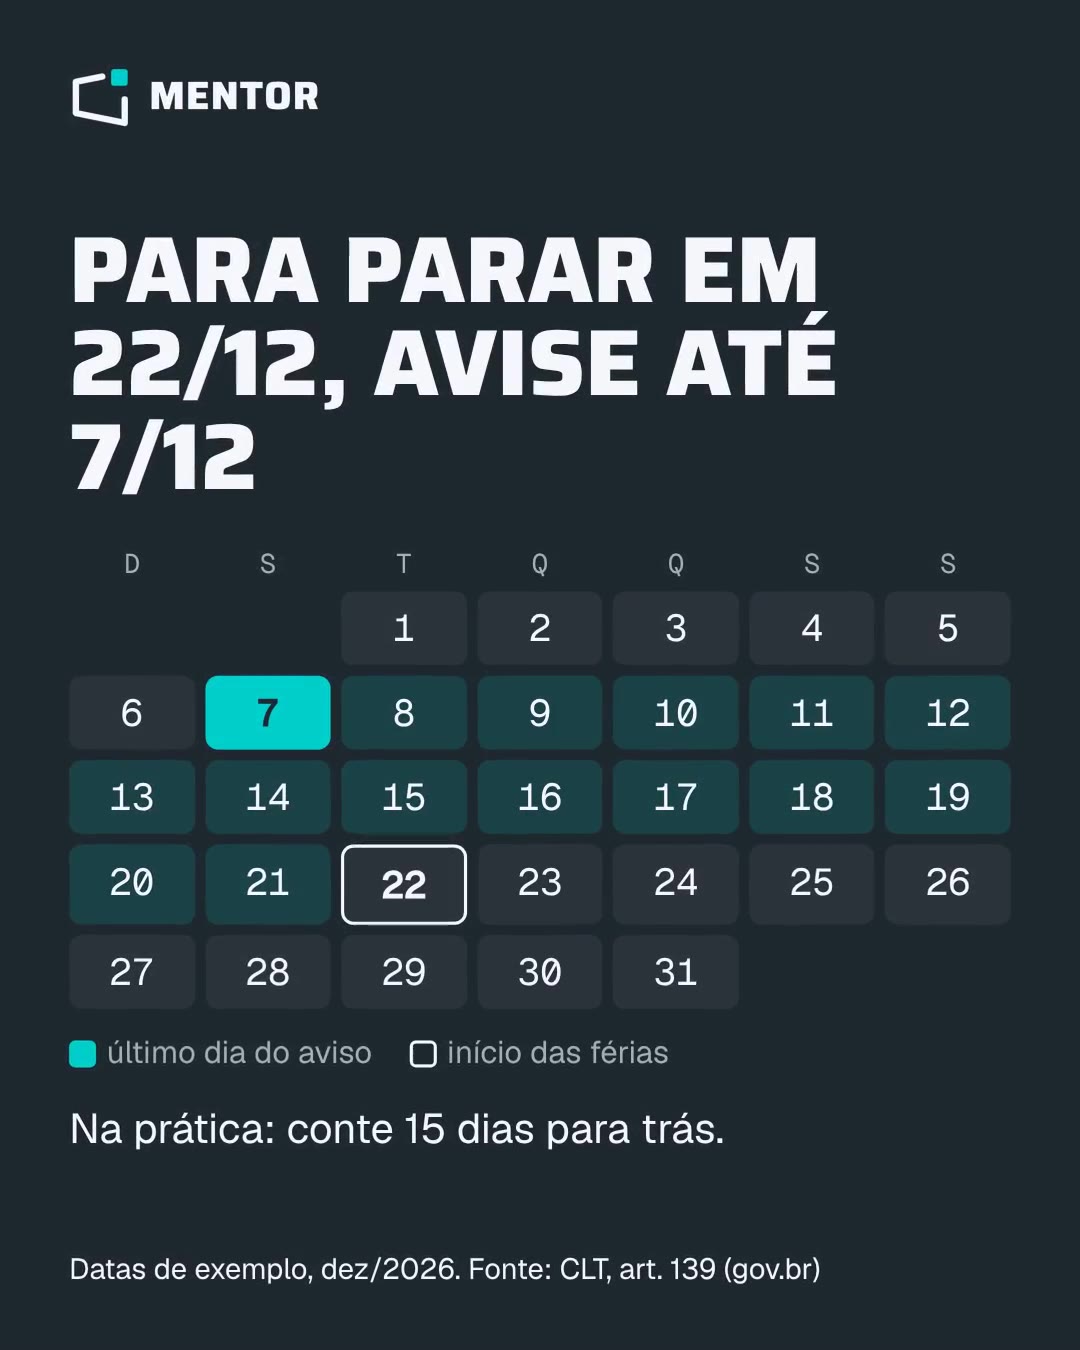 MENTOR
PARA PARAR EM
22/12, AVISE ATÉ
7/12
D S T Q Q S S
1 2 3 4 5
6 7 8 9 10 11 12
13 14 15 16 17 18 19
20 21 22 23 24 25 26
27 28 29 30 31
último dia do aviso início das férias
Na prática: conte 15 dias para trás.
Datas de exemplo, dez/2026. Fonte: CLT, art. 139 (gov.br)